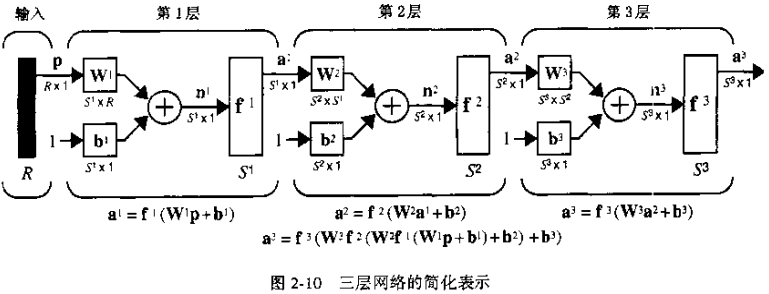 输入 第1层 第2层 第3层
p a¹ a² a³
W¹ W² W³
R×1 n¹ S¹×1 n² S²×1 n³ S³×1
S¹×R f¹ S²×S¹ f² S³×S² f³
S¹×1 S²×1 S³×1
1 b¹ 1 b² 1 b³
S¹×1 S²×1 S³×1
R S¹ S² S³
a¹ = f¹(W¹p+b¹) a² = f²(W²a¹+b²) a³ = f³(W³a²+b³)
a³ = f³(W³f²(W²f¹(W¹p+b¹)+b²)+b³)
图 2-10 三层网络的简化表示